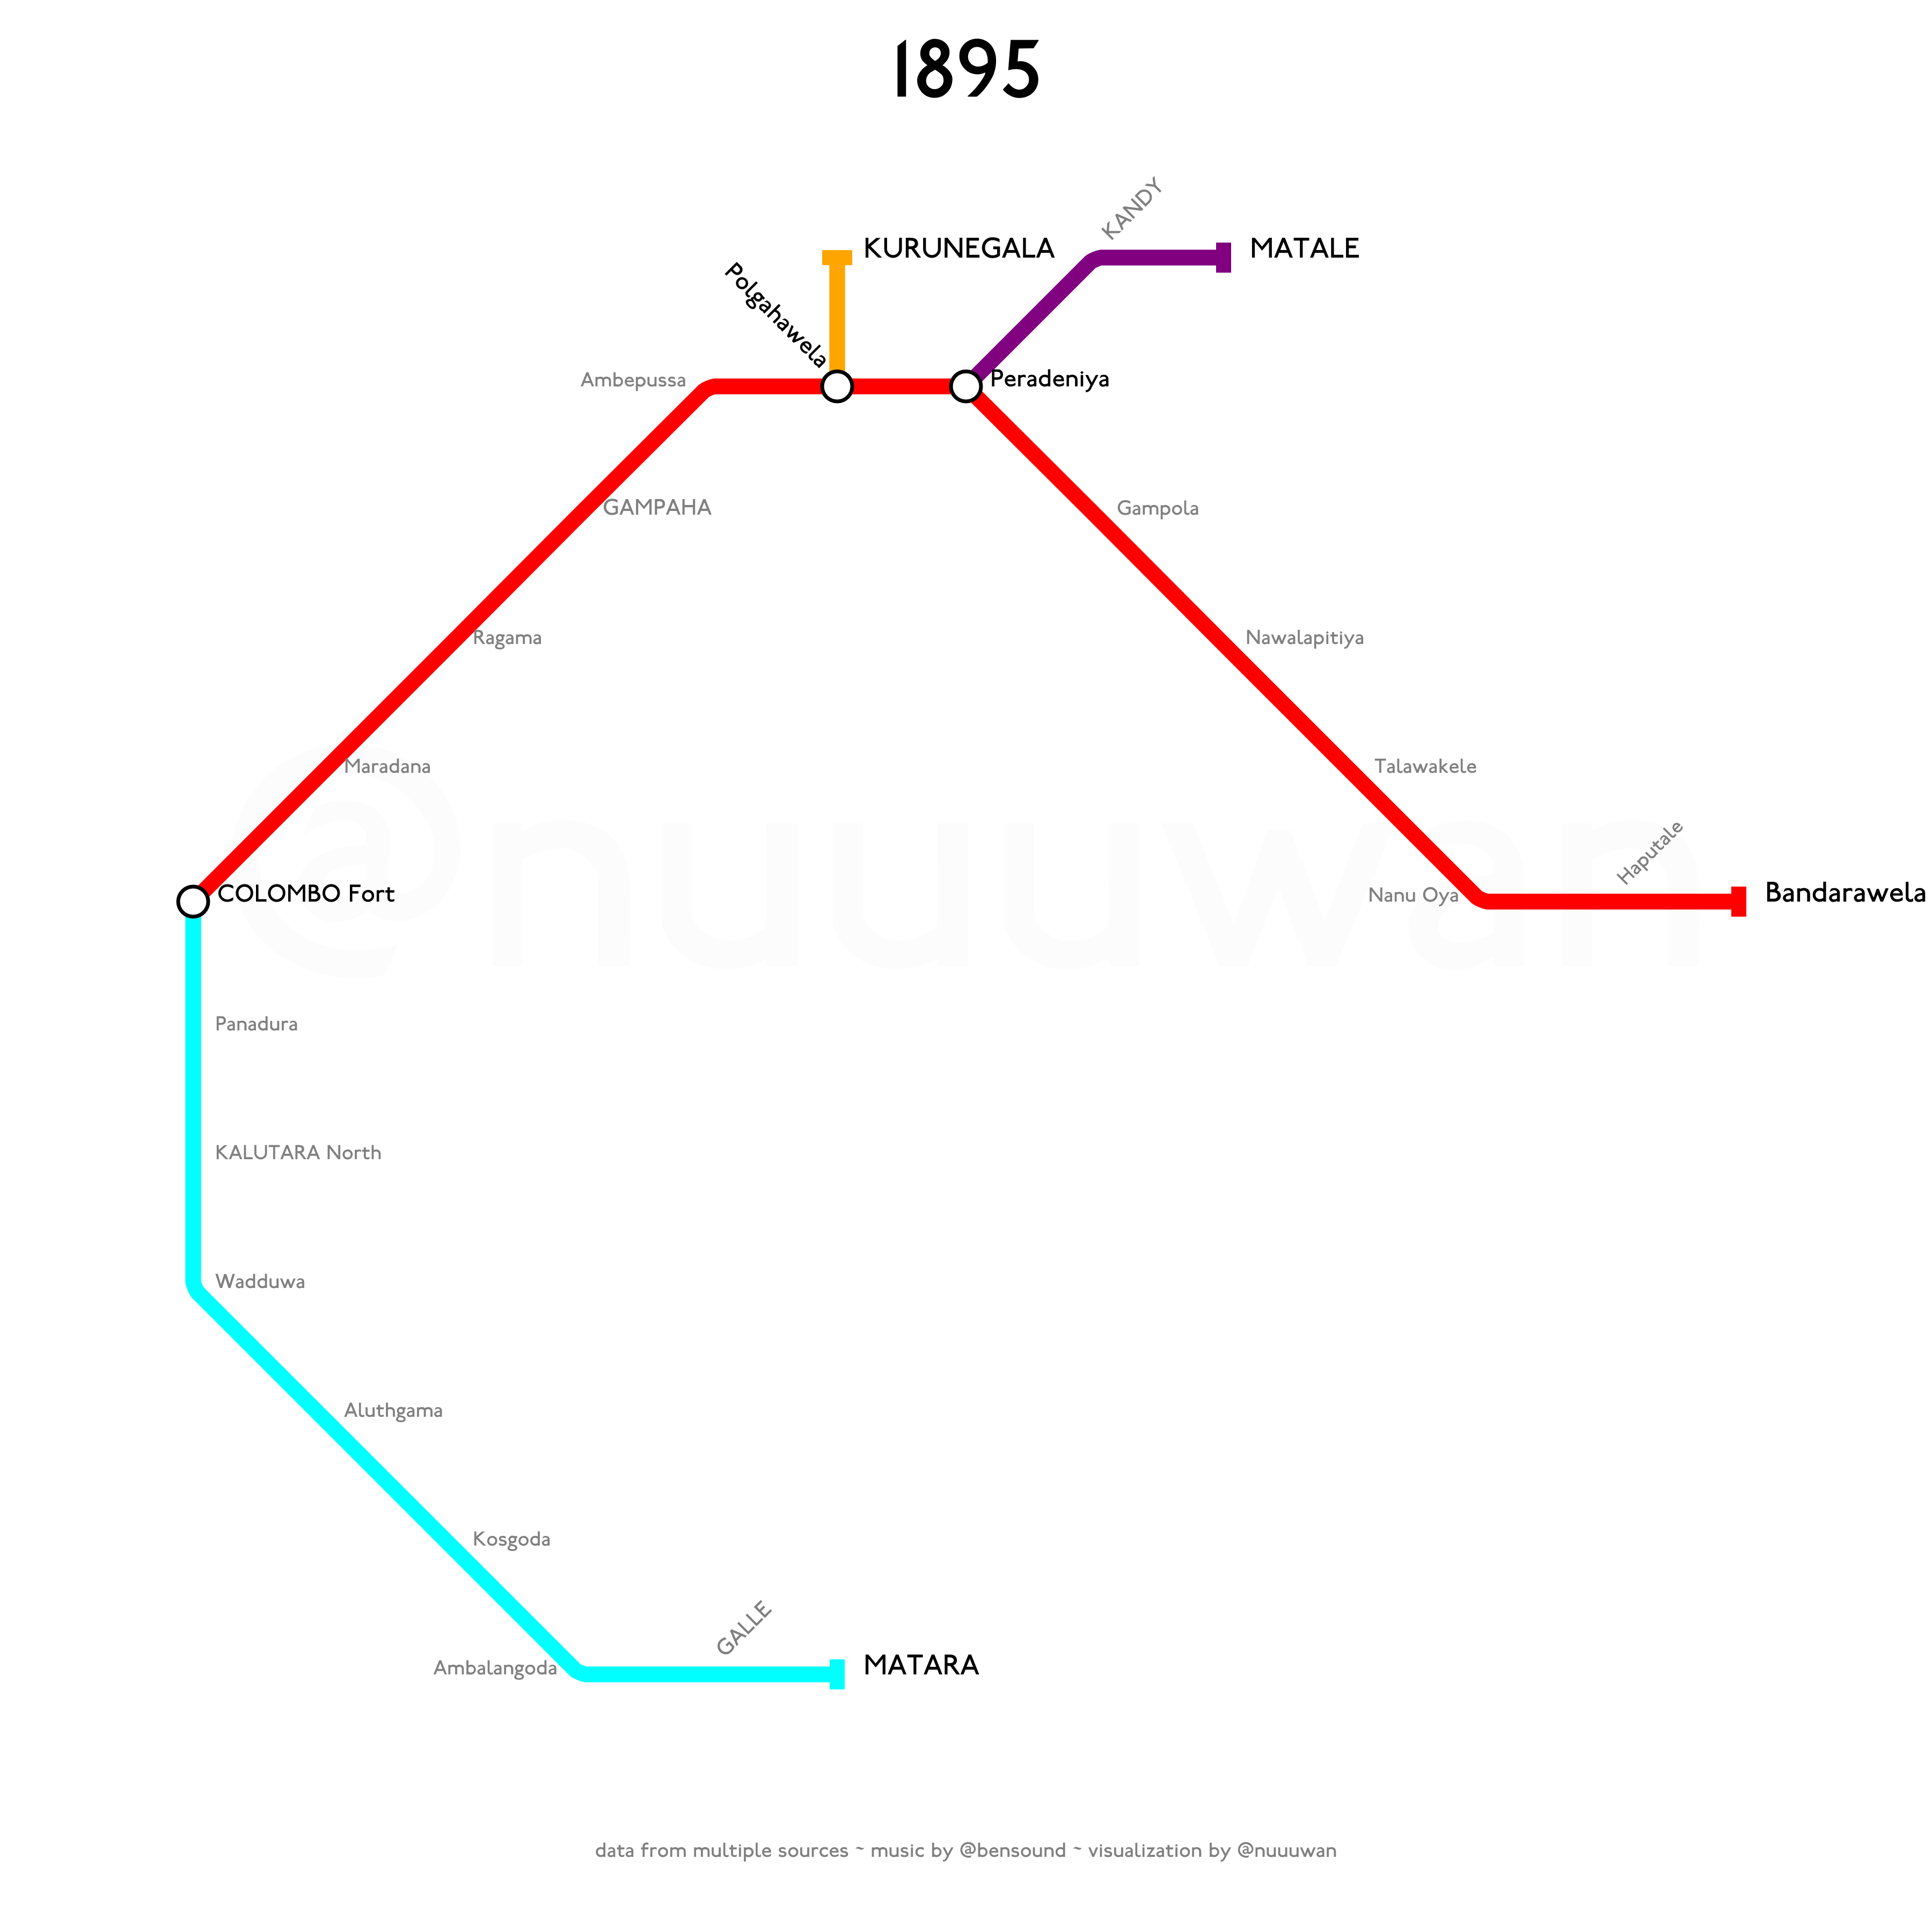 1895
KANDY
KURUNEGALA
MATALE
Polgahawela
Ambepussa
Peradeniya
GAMPAHA
Gampola
Ragama
Nawalapitiya
Maradana
Talawakele
Haputale
COLOMBO Fort
Nanu Oya
Bandarawela
@nuuuwan
Panadura
KALUTARA North
Wadduwa
Aluthgama
Kosgoda
GALLE
Ambalangoda
MATARA
data from multiple sources ~ music by @bensound ~ visualization by @nuuuwan